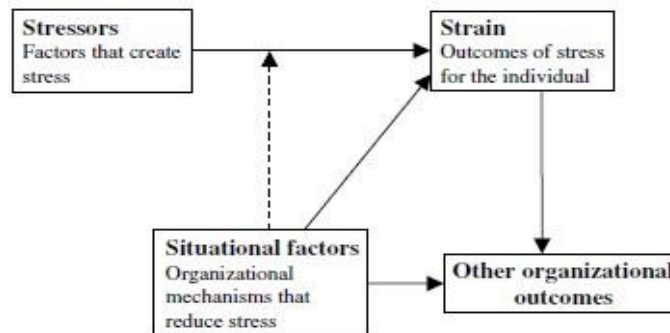 Stressors
Factors that create
stress
Strain
Outcomes of stress
for the individual
Situational factors
Organizational
mechanisms that
reduce stress
Other organizational
outcomes